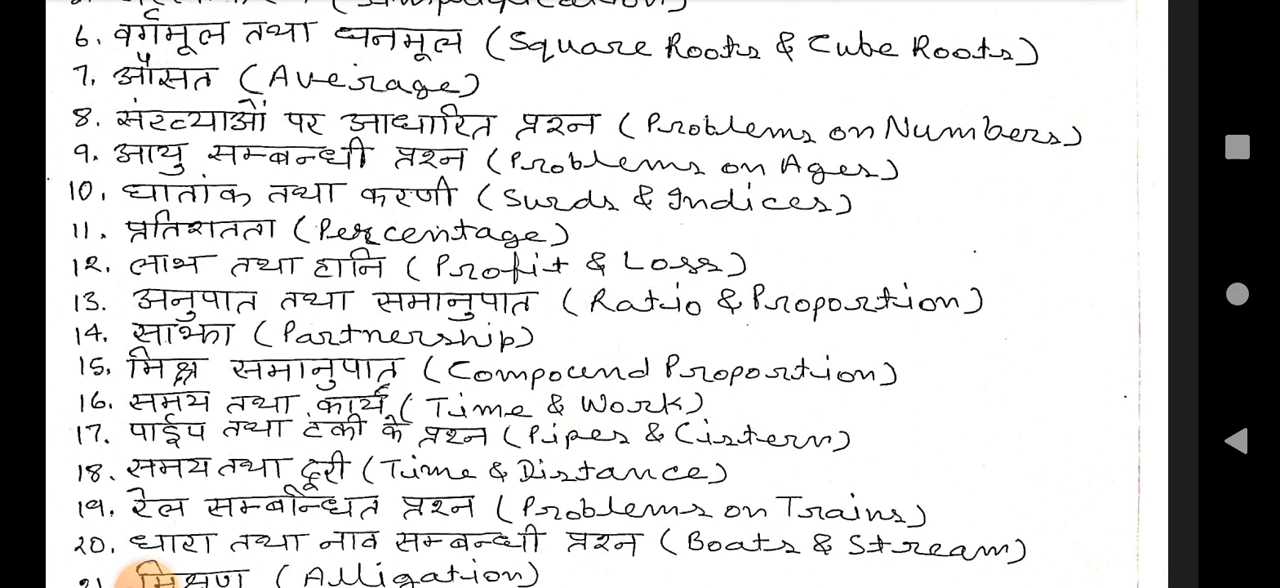 (Simplification)
6. वर्गमूल तथा घनमूल (Square Roots & Cube Roots)
7. औसत (Average)
8. संख्याओं पर आधारित प्रश्न (Problems on Numbers)
9. आयु सम्बन्धी प्रश्न (Problems on Ages)
10. घातांक तथा करणी (Surds & Indices)
11. प्रतिशतता (Percentage)
12. लाभ तथा हानि (Profit & Loss)
13. अनुपात तथा समानुपात (Ratio & Proportion)
14. साझा (Partnership)
15. मिश्र समानुपात (Compound Proportion)
16. समय तथा कार्य (Time & Work)
17. पाईप तथा टंकी के प्रश्न (Pipes & Cistern)
18. समय तथा दूरी (Time & Distance)
19. रेल सम्बन्धित प्रश्न (Problems on Trains)
20. धारा तथा नाव सम्बन्धी प्रश्न (Boats & Stream)
21. मिश्रण (Alligation)